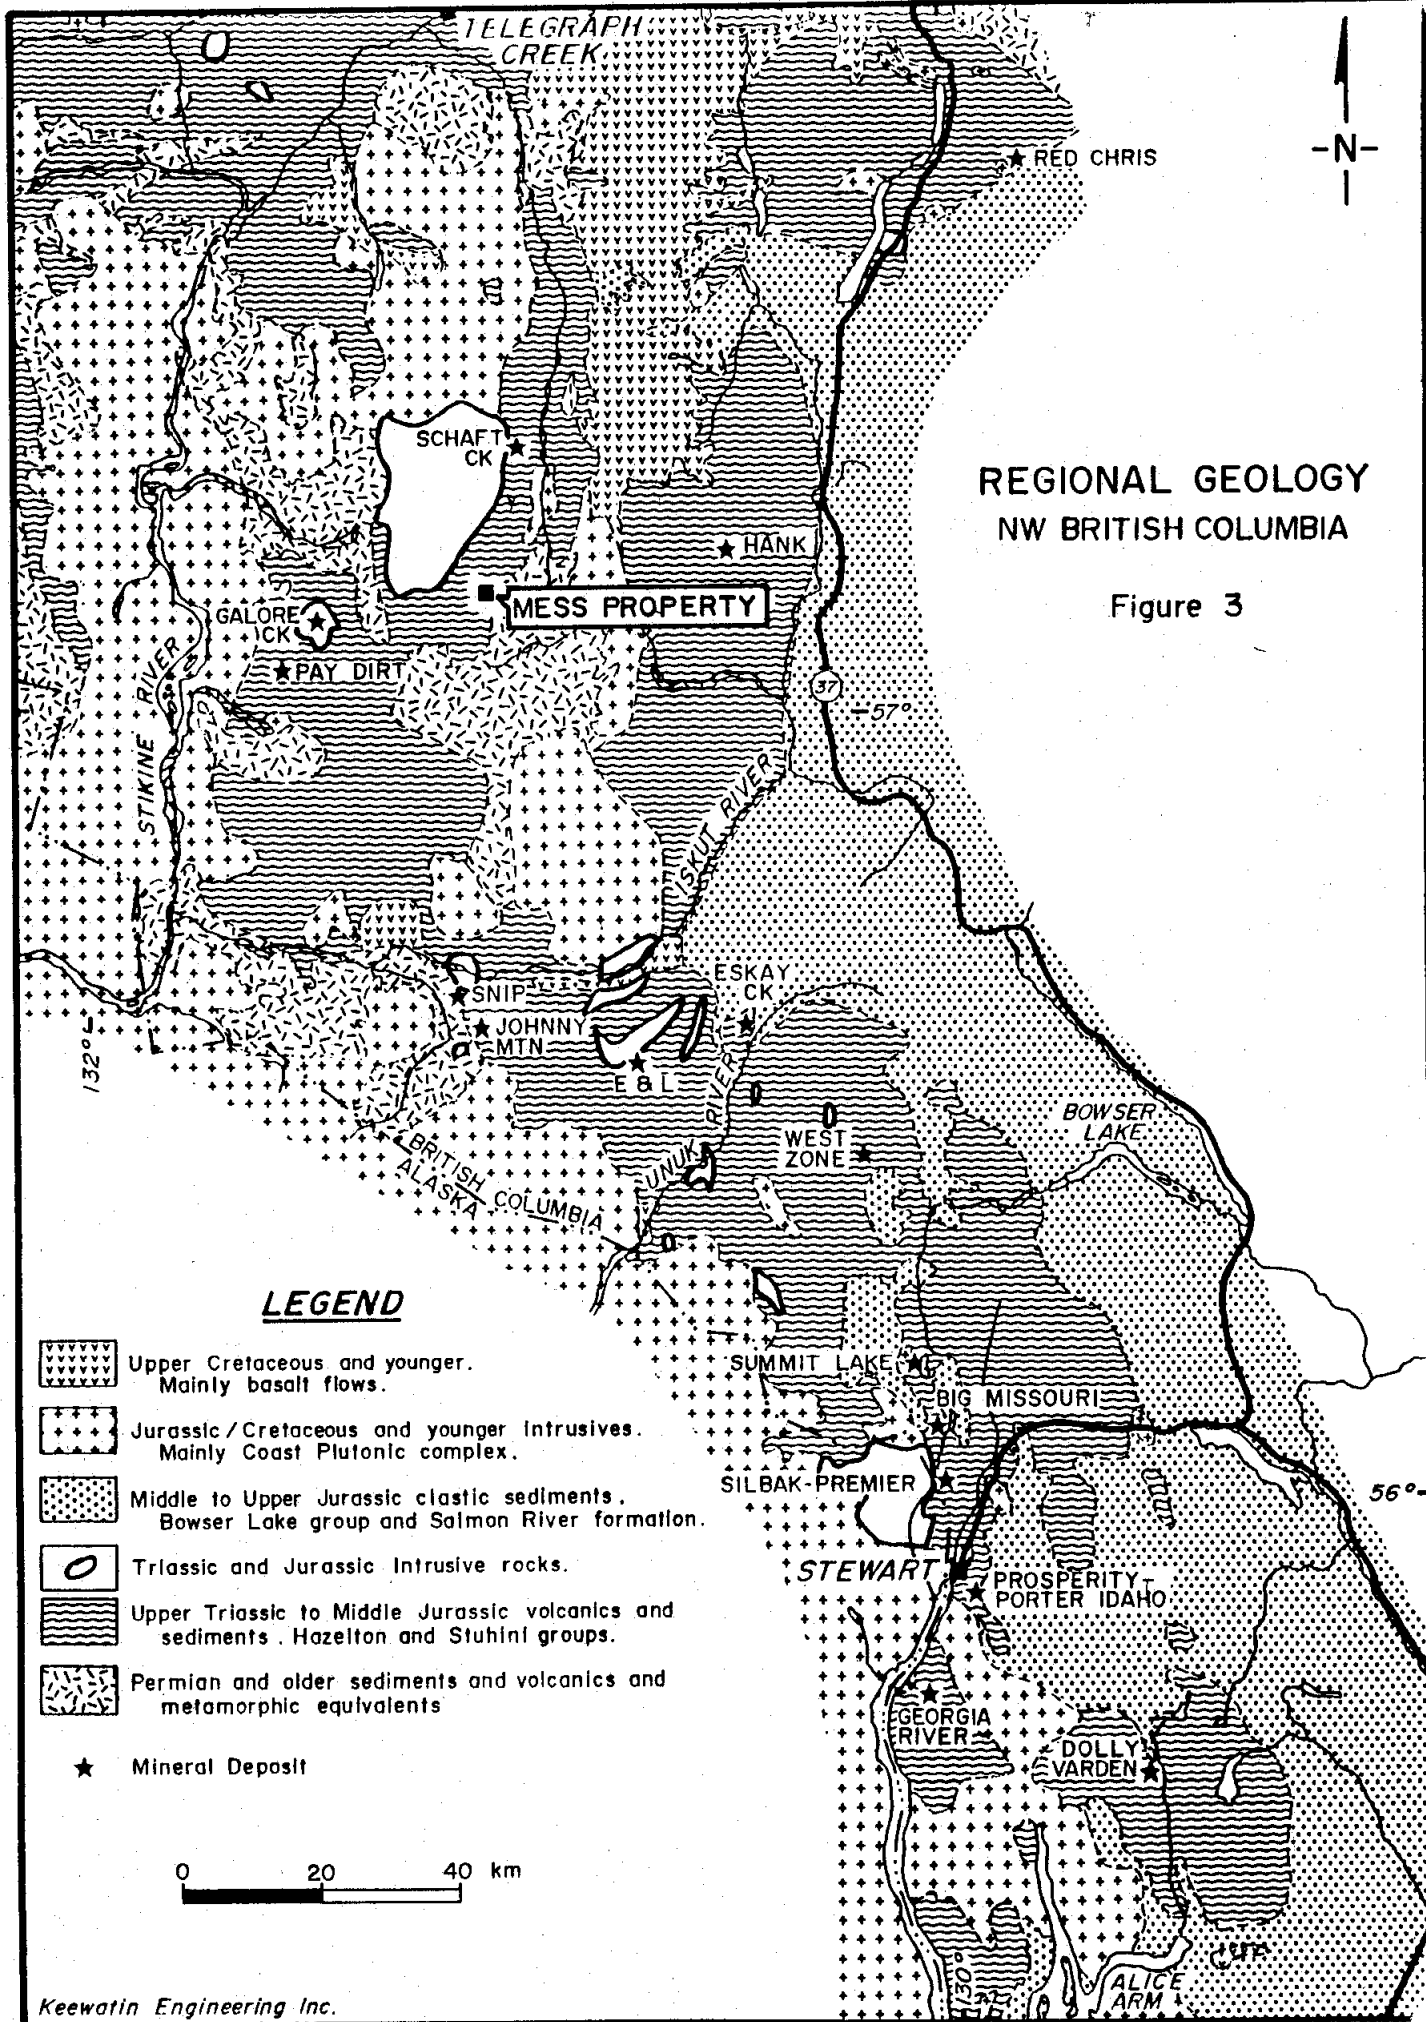 TELEGRAPH
CREEK
-N-
RED CHRIS
SCHAFT
CK
REGIONAL GEOLOGY
NW BRITISH COLUMBIA
Figure 3
HANK
MESS PROPERTY
GALORE
CK
PAY DIRT
37
57°
STIKINE RIVER
ISKUT RIVER
ESKAY
CK
SNIP
JOHNNY
MTN
E & L
132°
UNUK RIVER
BOWSER
LAKE
WEST
ZONE
BRITISH COLUMBIA
ALASKA
LEGEND
Upper Cretaceous and younger.
Mainly basalt flows.
Jurassic/Cretaceous and younger intrusives.
Mainly Coast Plutonic complex.
Middle to Upper Jurassic clastic sediments.
Bowser Lake group and Salmon River formation.
Triassic and Jurassic Intrusive rocks.
Upper Triassic to Middle Jurassic volcanics and
sediments. Hazelton and Stuhini groups.
Permian and older sediments and volcanics and
metamorphic equivalents
Mineral Deposit
SUMMIT LAKE
BIG MISSOURI
SILBAK-PREMIER
56°
STEWART
PROSPERITY-
PORTER IDAHO
GEORGIA
RIVER
DOLLY
VARDEN
0 20 40 km
130°
ALICE
ARM
Keewatin Engineering Inc.